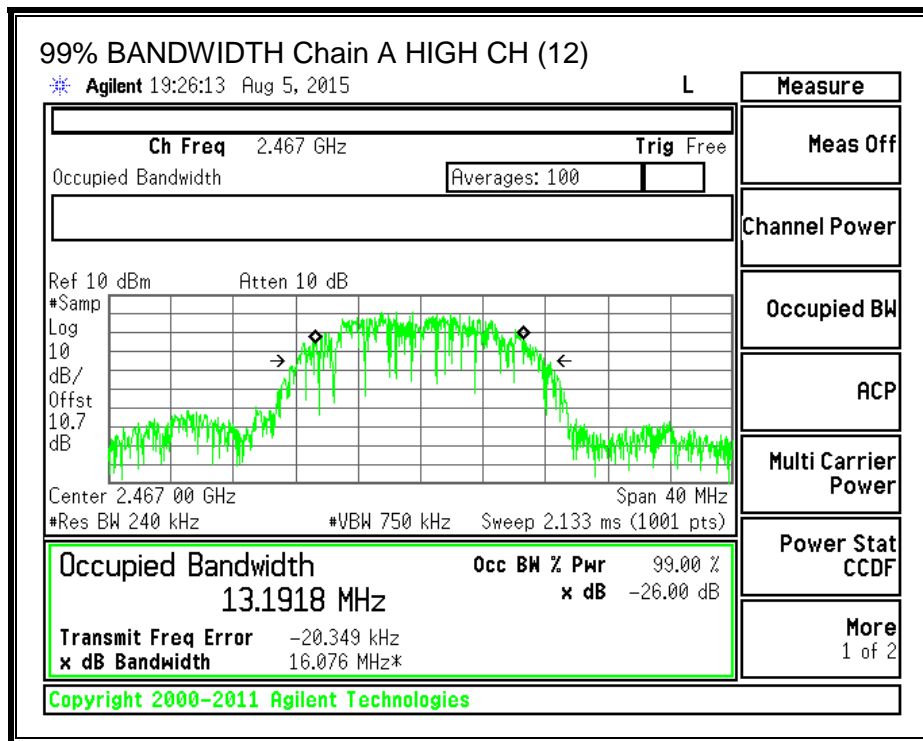 99% BANDWIDTH Chain A HIGH CH (12)
Agilent 19:26:13 Aug 5, 2015 L
Measure
Ch Freq 2.467 GHz Trig Free
Meas Off
Occupied Bandwidth Averages: 100
Channel Power
Ref 10 dBm Atten 10 dB
#Samp
Log
10
dB/
Offst
10.7
dB
Occupied BW
ACP
Multi Carrier
Power
Center 2.467 00 GHz Span 40 MHz
#Res BW 240 kHz #VBW 750 kHz Sweep 2.133 ms (1001 pts)
Power Stat
CCDF
Occupied Bandwidth Occ BW % Pwr 99.00 %
13.1918 MHz x dB -26.00 dB
Transmit Freq Error -20.349 kHz
x dB Bandwidth 16.076 MHz*
More
1 of 2
Copyright 2000-2011 Agilent Technologies